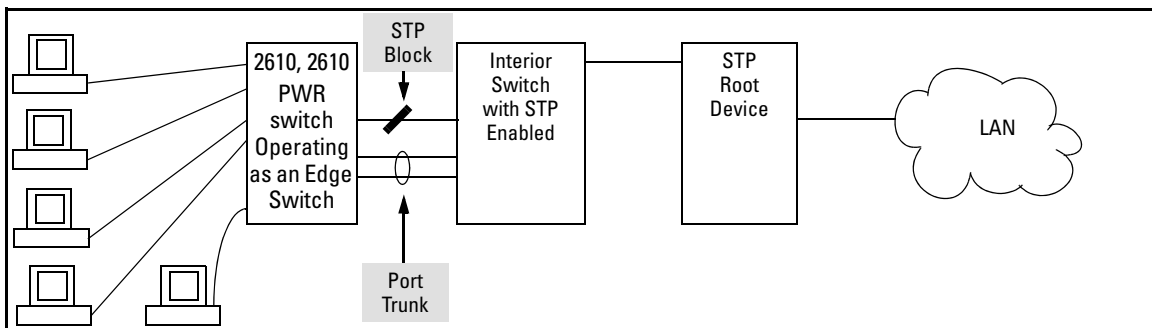 2610, 2610
PWR
switch
Operating
as an Edge
Switch
STP
Block
Port
Trunk
Interior
Switch
with STP
Enabled
STP
Root
Device
LAN